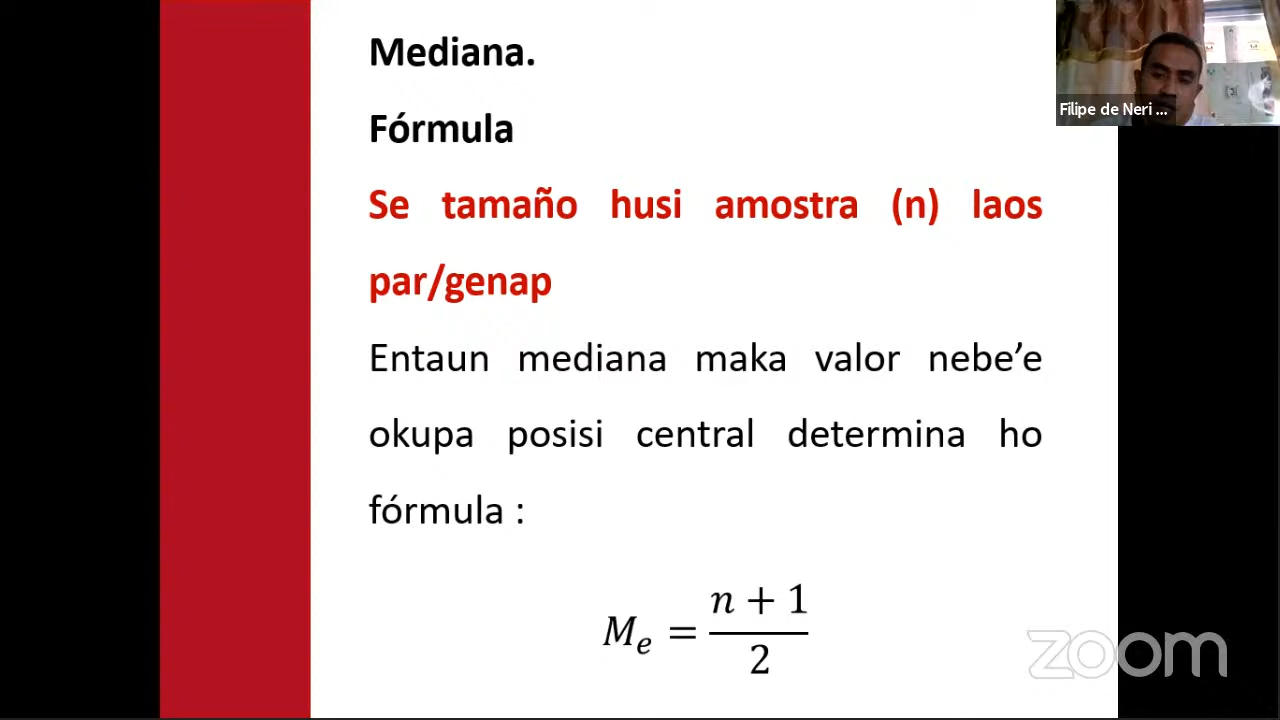 Mediana.
Fórmula
Se tamaño husi amostra (n) laos
par/genap
Entaun mediana maka valor nebe’e
okupa posisi central determina ho
fórmula :
Mₑ = (n + 1)/2
Filipe de Neri ...
zoom